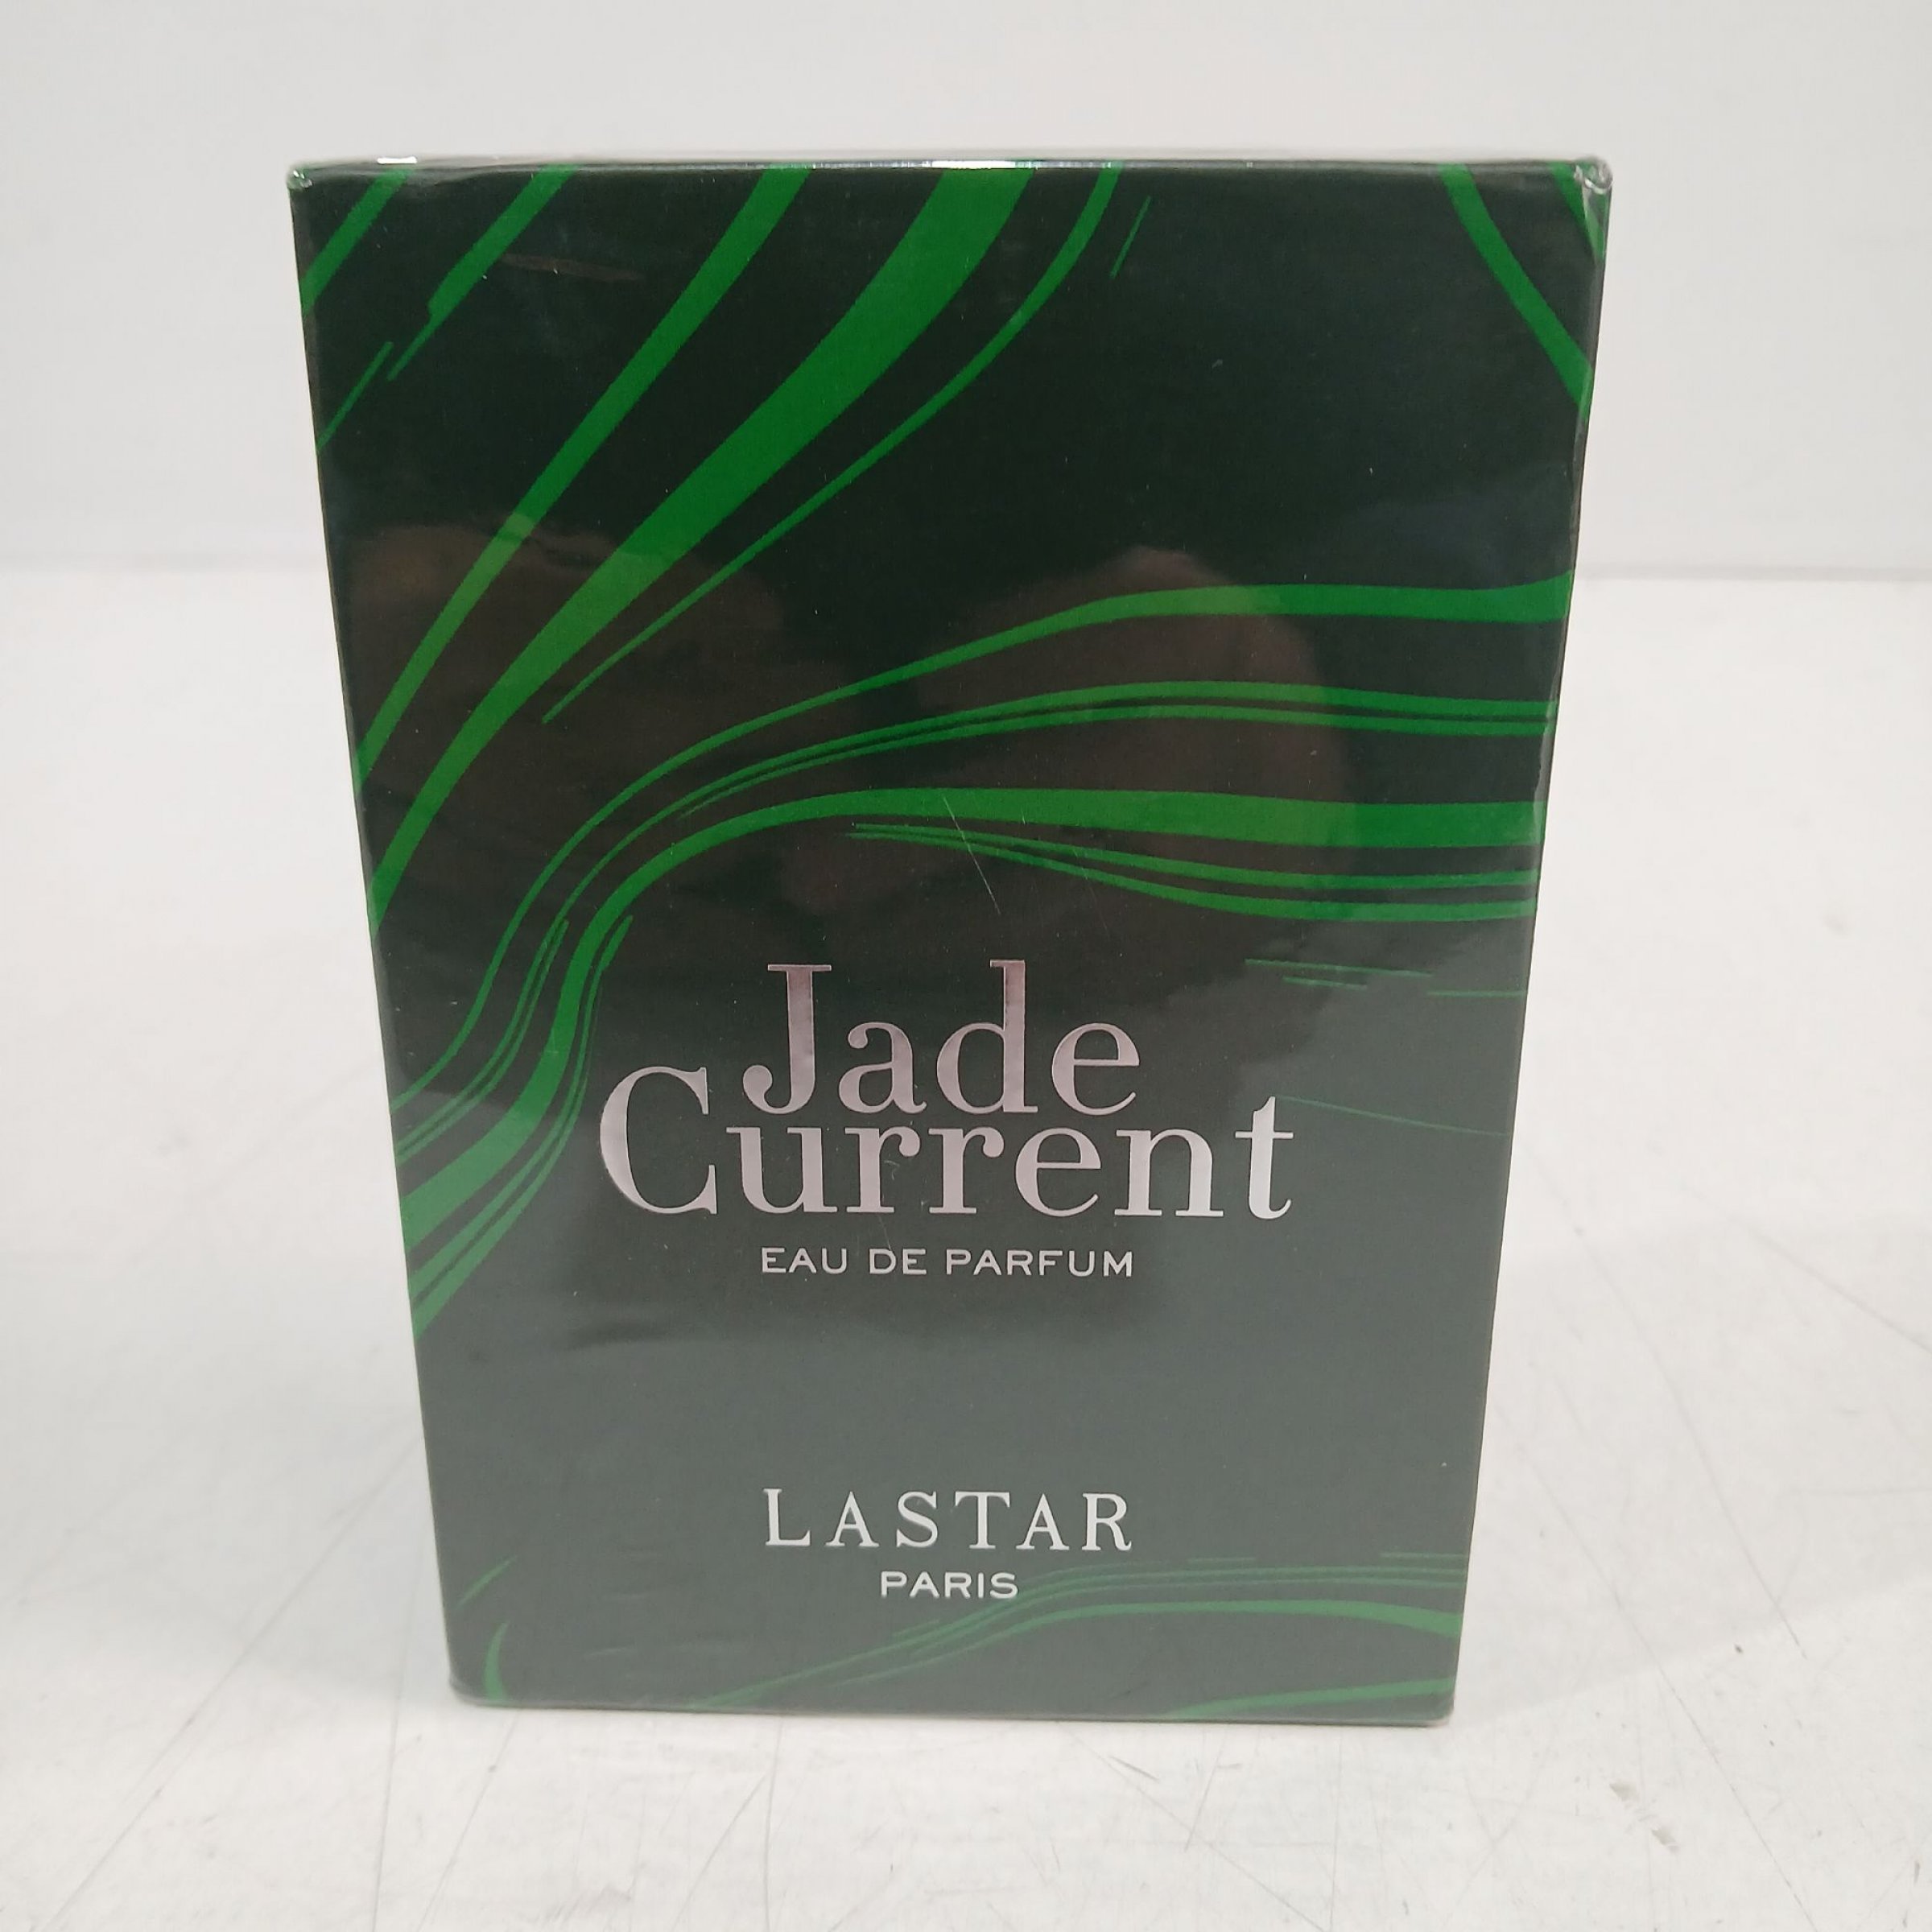 Jade
Current
EAU DE PARFUM
LASTAR
PARIS